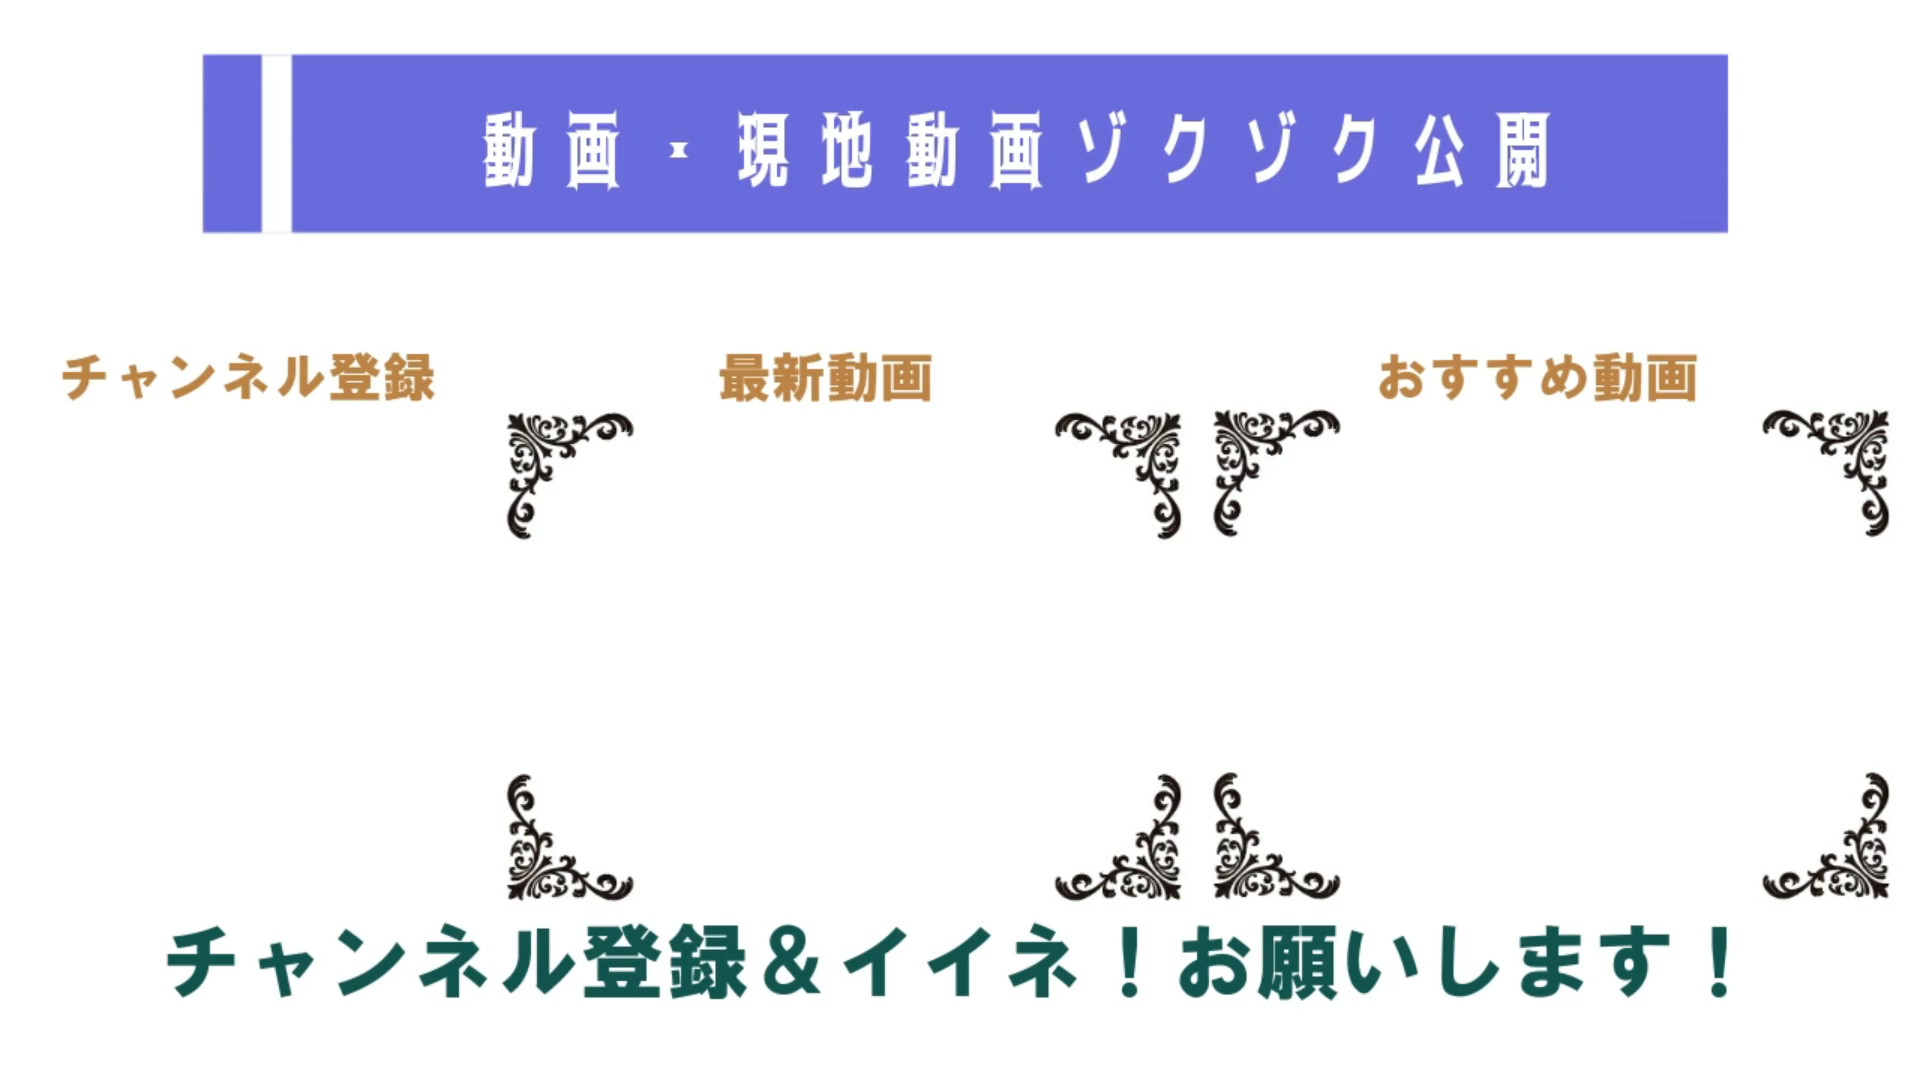 動画・現地動画ゾクゾク公開
チャンネル登録
最新動画
おすすめ動画
チャンネル登録＆イイネ！お願いします！